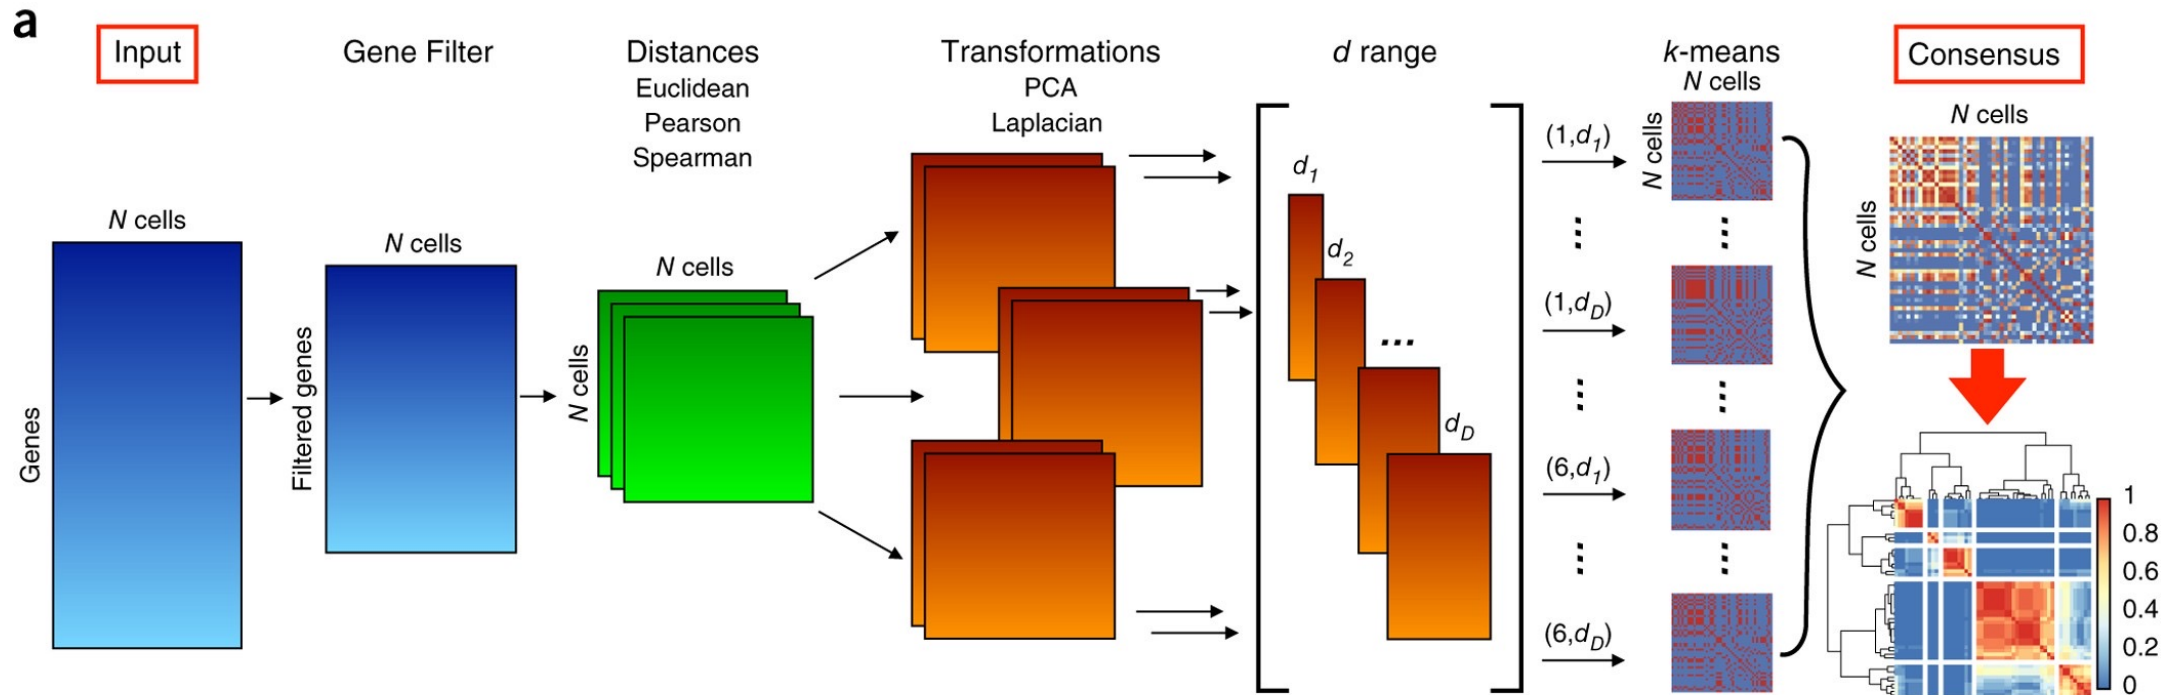 a
Input
Gene Filter
Distances
Euclidean
Pearson
Spearman
Transformations
PCA
Laplacian
d range
k-means
Consensus
N cells
Genes
N cells
Filtered genes
N cells
N cells
d1
d2
...
dD
(1,d1)
(1,dD)
(6,d1)
(6,dD)
N cells
N cells
N cells
N cells
1
0.8
0.6
0.4
0.2
0